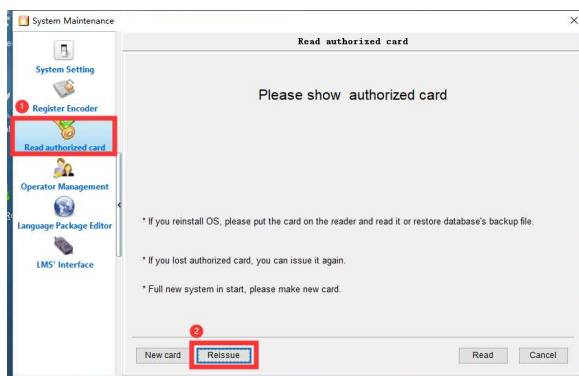 System Maintenance
Read authorized card
System Setting
1
Register Encoder
Read authorized card
Operator Management
Language Package Editor
LMS' Interface
Please show authorized card
* If you reinstall OS, please put the card on the reader and read it or restore database's backup file.
* If you lost authorized card, you can issue it again.
* Full new system in start, please make new card.
2
New card
Reissue
Read
Cancel